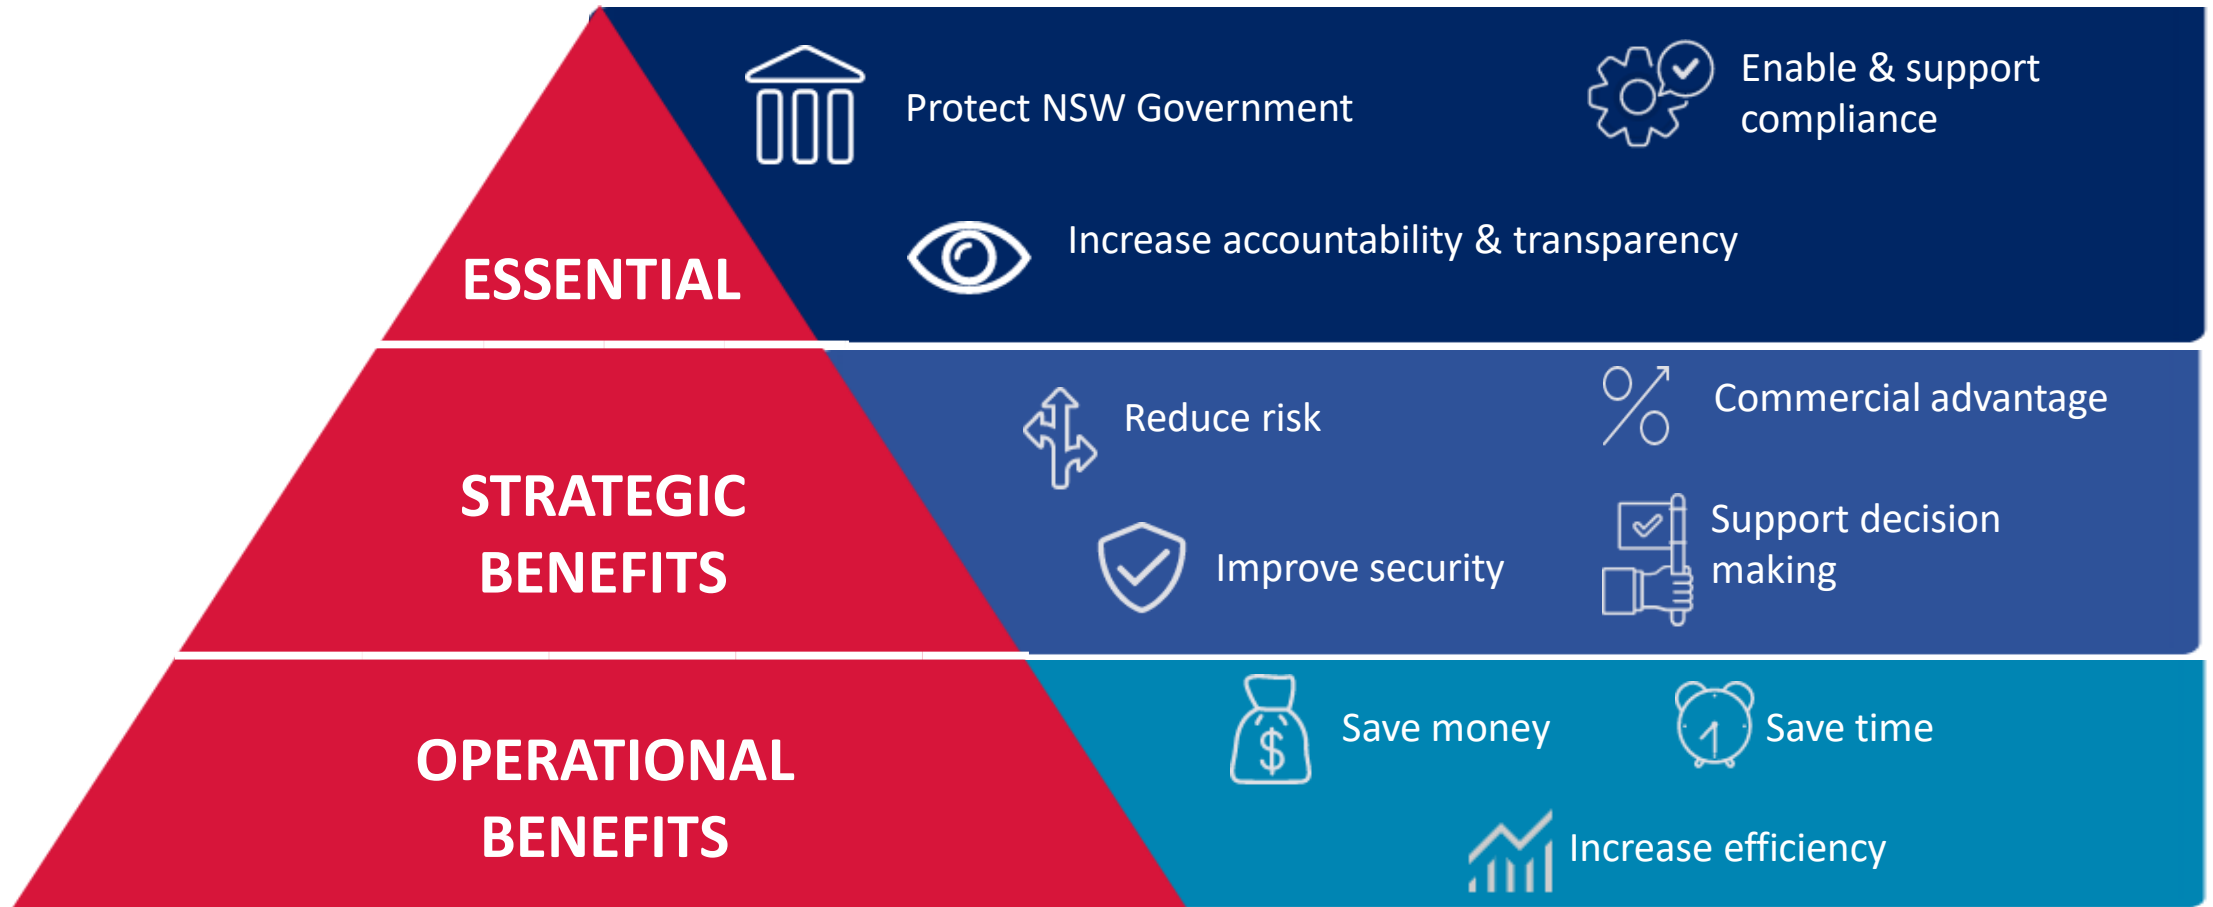 ESSENTIAL
Protect NSW Government
Enable & support
compliance
Increase accountability & transparency
STRATEGIC
BENEFITS
Reduce risk
Commercial advantage
Improve security
Support decision
making
OPERATIONAL
BENEFITS
$
Save money
Save time
Increase efficiency